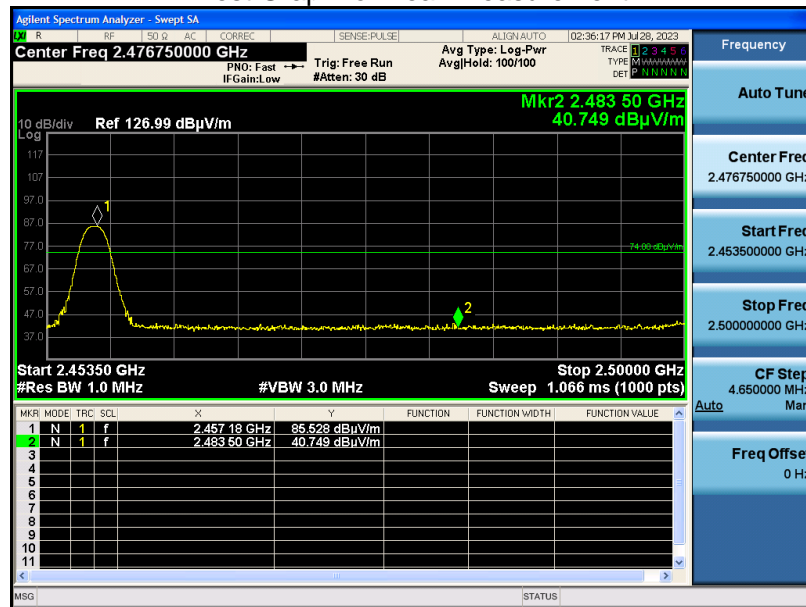 Agilent Spectrum Analyzer - Swept SA
LXI R RF 50 Ω AC CORREC SENSE:PULSE ALIGN AUTO 02:36:17 PM Jul 28, 2023
Center Freq 2.476750000 GHz
PNO: Fast
IFGain:Low
Trig: Free Run
#Atten: 30 dB
Avg Type: Log-Pwr
Avg|Hold: 100/100
TRACE 1 2 3 4 5 6
TYPE M WWWWW
DET P N N N N N
Mkr2 2.483 50 GHz
40.749 dBµV/m
10 dB/div Ref 126.99 dBµV/m
Log
117
107
97.0
87.0
77.0
67.0
57.0
47.0
37.0
1
74.00 dBµV/m
2
Start 2.45350 GHz Stop 2.50000 GHz
#Res BW 1.0 MHz #VBW 3.0 MHz Sweep 1.066 ms (1000 pts)
MKR MODE TRC SCL X Y FUNCTION FUNCTION WIDTH FUNCTION VALUE
1 N 1 f 2.457 18 GHz 85.528 dBµV/m
2 N 1 f 2.483 50 GHz 40.749 dBµV/m
3
4
5
6
7
8
9
10
11
MSG STATUS
Frequency
Auto Tune
Center Freq
2.476750000 GHz
Start Freq
2.453500000 GHz
Stop Freq
2.500000000 GHz
CF Step
4.650000 MHz
Auto Man
Freq Offset
0 Hz